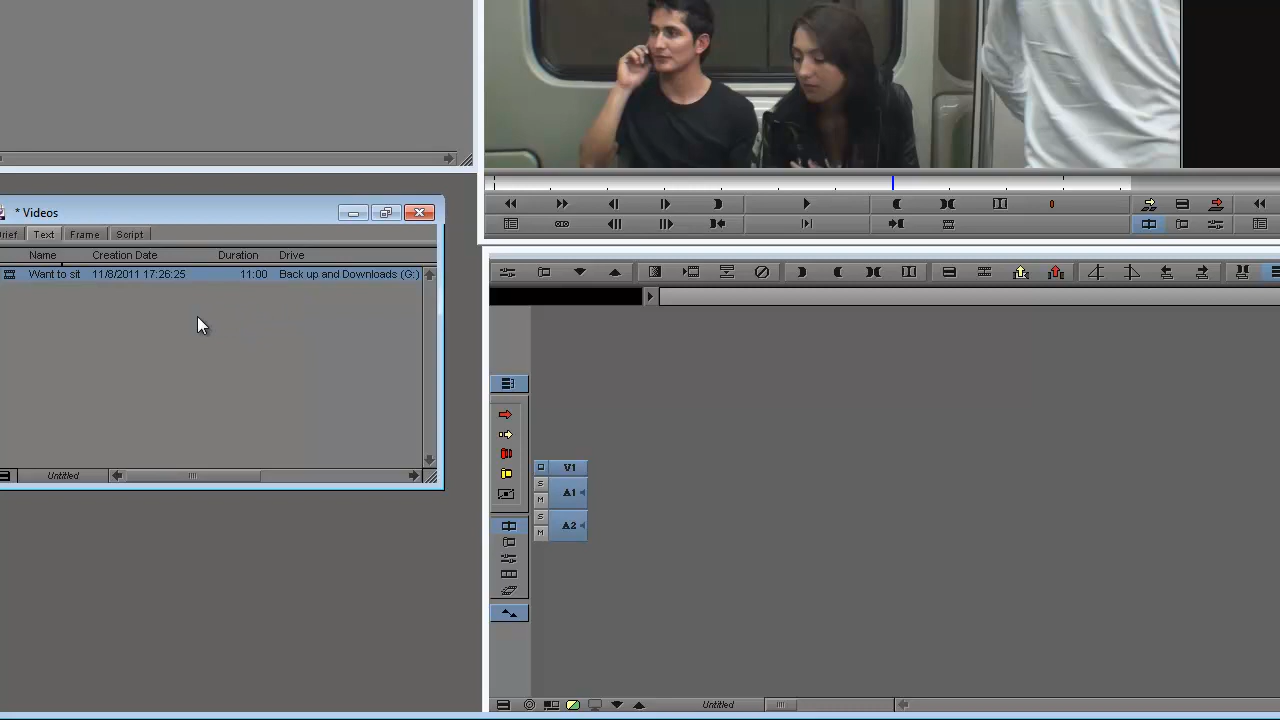 * Videos
rief Text Frame Script
Name Creation Date Duration Drive
Want to sit 11/8/2011 17:26:25 11:00 Back up and Downloads (G:)
Untitled
V1
S
M A1
S
M A2
Untitled